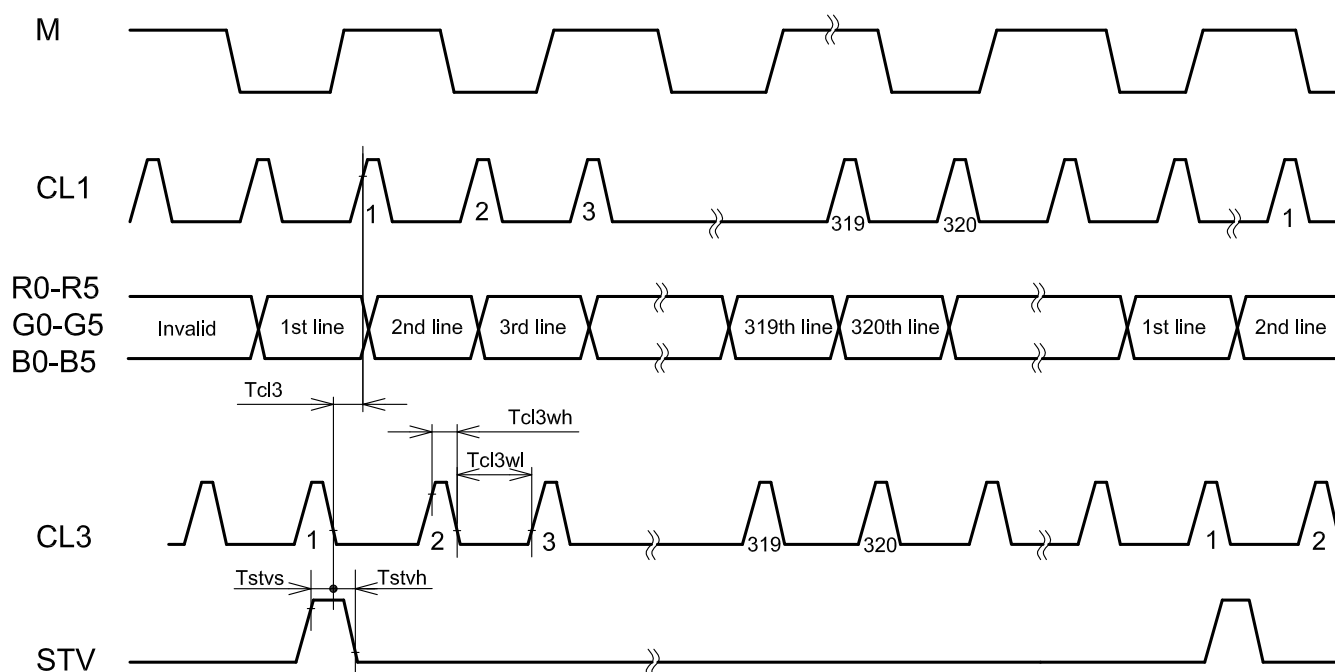 M
CL1
1 2 3 319 320 1
R0-R5
G0-G5
B0-B5
Invalid 1st line 2nd line 3rd line 319th line 320th line 1st line 2nd line
Tcl3
Tcl3wh
Tcl3wl
CL3
1 2 3 319 320 1 2
Tstvs Tstvh
STV